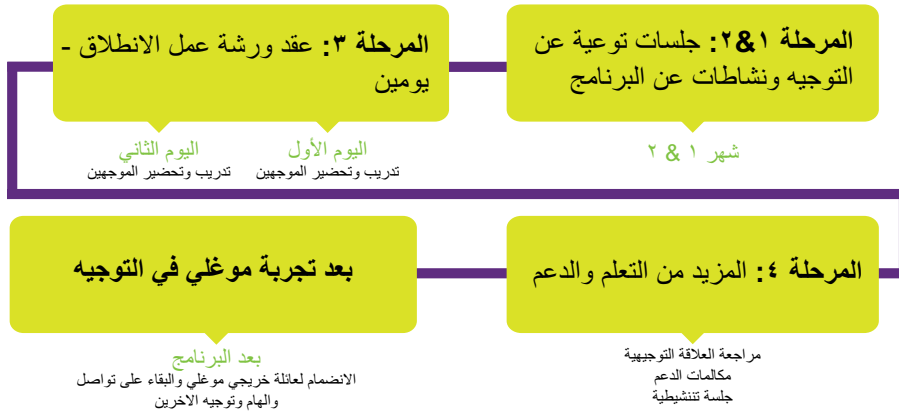 المرحلة ١&٢: جلسات توعية عن
التوجيه ونشاطات عن البرنامج
شهر ١ & ٢
المرحلة ٣: عقد ورشة عمل الانطلاق -
يومين
اليوم الأول
تدريب وتحضير الموجهين
اليوم الثاني
تدريب وتحضير الموجهين
المرحلة ٤: المزيد من التعلم والدعم
مراجعة العلاقة التوجيهية
مكالمات الدعم
جلسة تننشيطية
بعد تجربة موغلي في التوجيه
بعد البرنامج
الانضمام لعائلة خريجي موغلي والبقاء على تواصل
والهام وتوجيه الاخرين